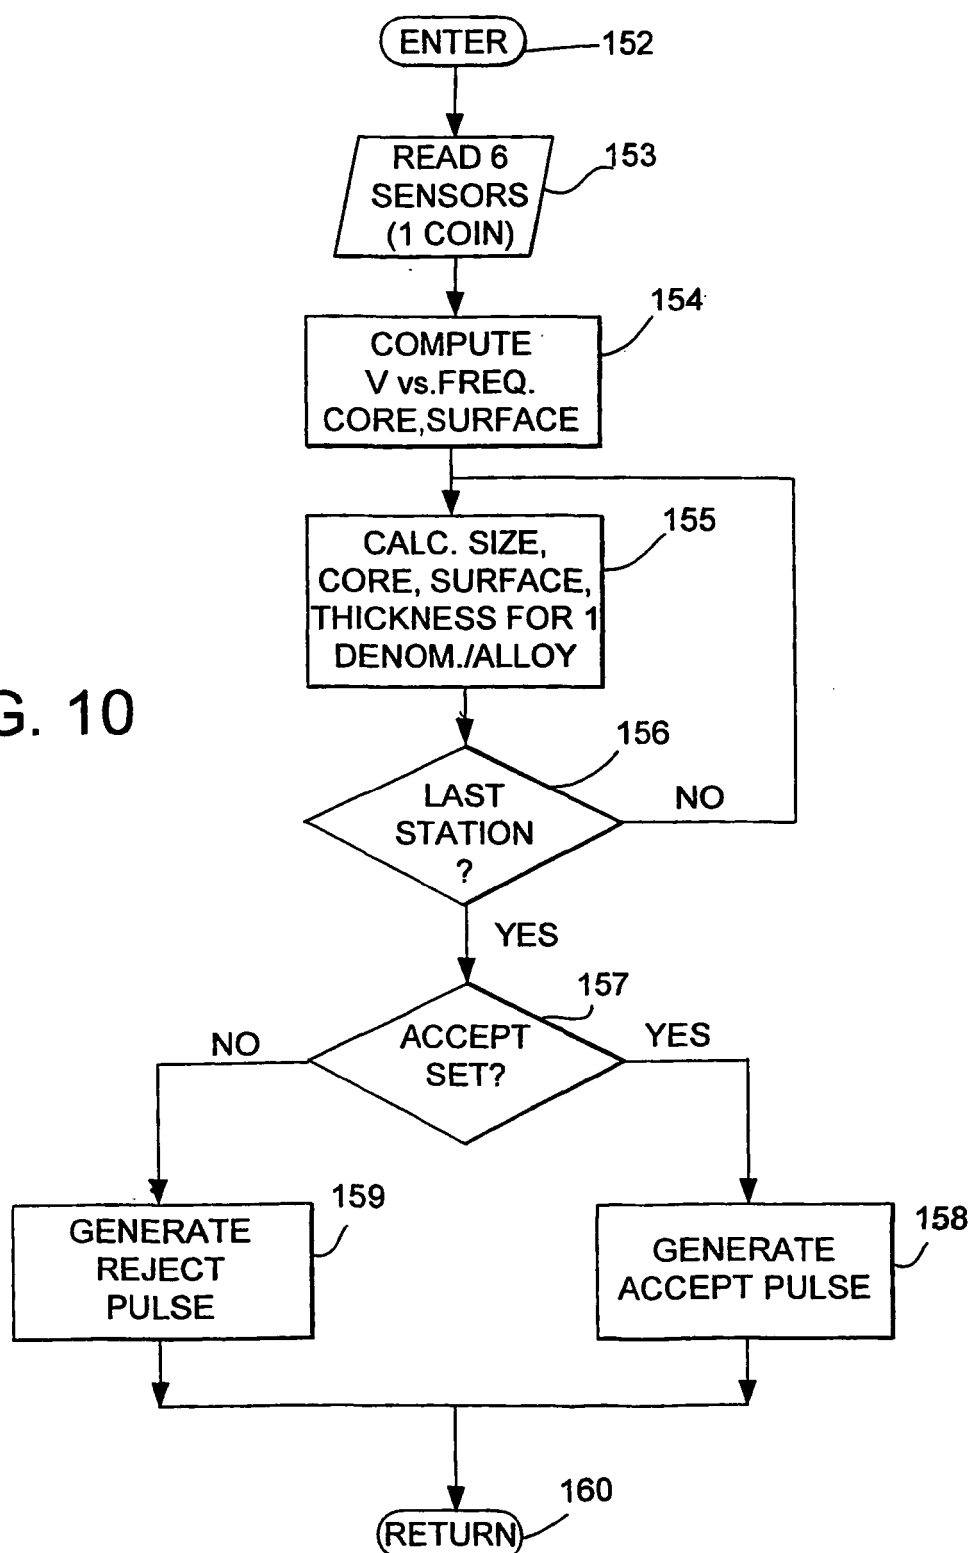 ENTER
152
READ 6
SENSORS
(1 COIN)
153
COMPUTE
V vs.FREQ.
CORE,SURFACE
154
CALC. SIZE,
CORE, SURFACE,
THICKNESS FOR 1
DENOM./ALLOY
155
G. 10
LAST
STATION
?
156
NO
YES
ACCEPT
SET?
157
NO
YES
GENERATE
REJECT
PULSE
159
GENERATE
ACCEPT PULSE
158
RETURN
160